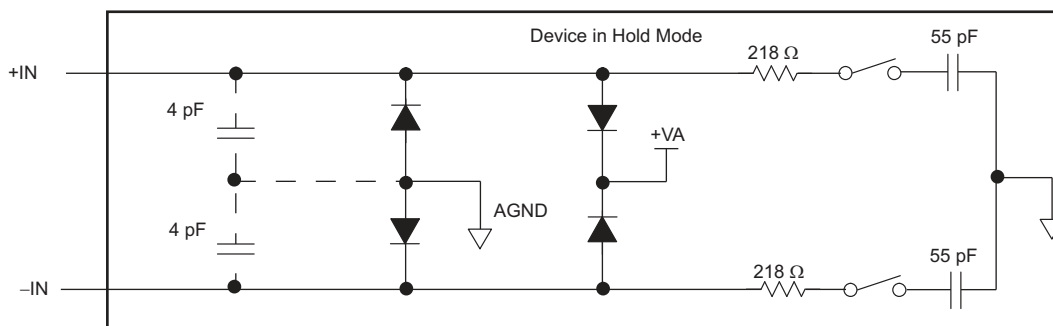 Device in Hold Mode
55 pF
218 Ω
+IN
4 pF
+VA
AGND
4 pF
55 pF
218 Ω
−IN